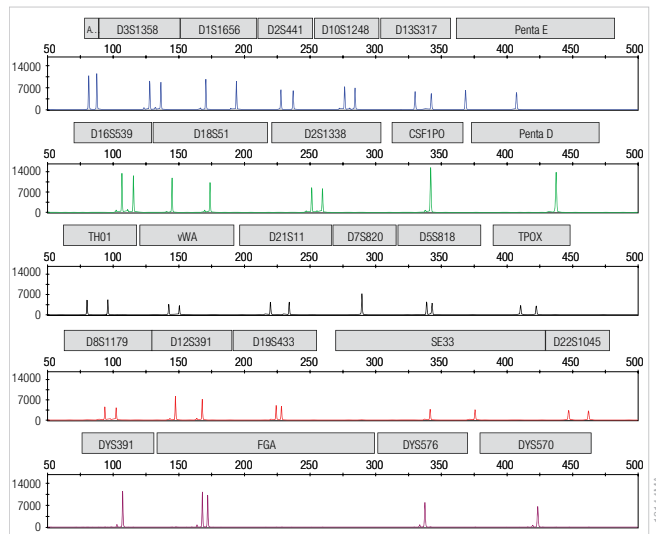 A... D3S1358 D1S1656 D2S441 D10S1248 D13S317 Penta E
50 100 150 200 250 300 350 400 450 500
14000
7000
0
D16S539 D18S51 D2S1338 CSF1PO Penta D
50 100 150 200 250 300 350 400 450 500
14000
7000
0
TH01 vWA D21S11 D7S820 D5S818 TPOX
50 100 150 200 250 300 350 400 450 500
14000
7000
0
D8S1179 D12S391 D19S433 SE33 D22S1045
50 100 150 200 250 300 350 400 450 500
14000
7000
0
DYS391 FGA DYS576 DYS570
50 100 150 200 250 300 350 400 450 500
14000
7000
0